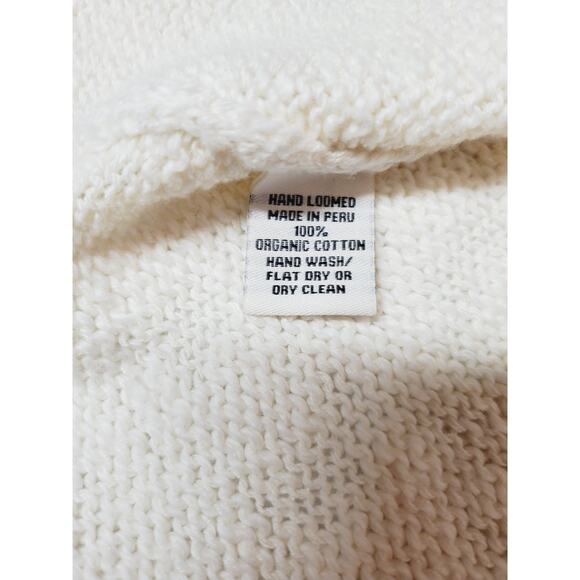 HAND LOOMED
MADE IN PERU
100%
ORGANIC COTTON
HAND WASH/
FLAT DRY OR
DRY CLEAN